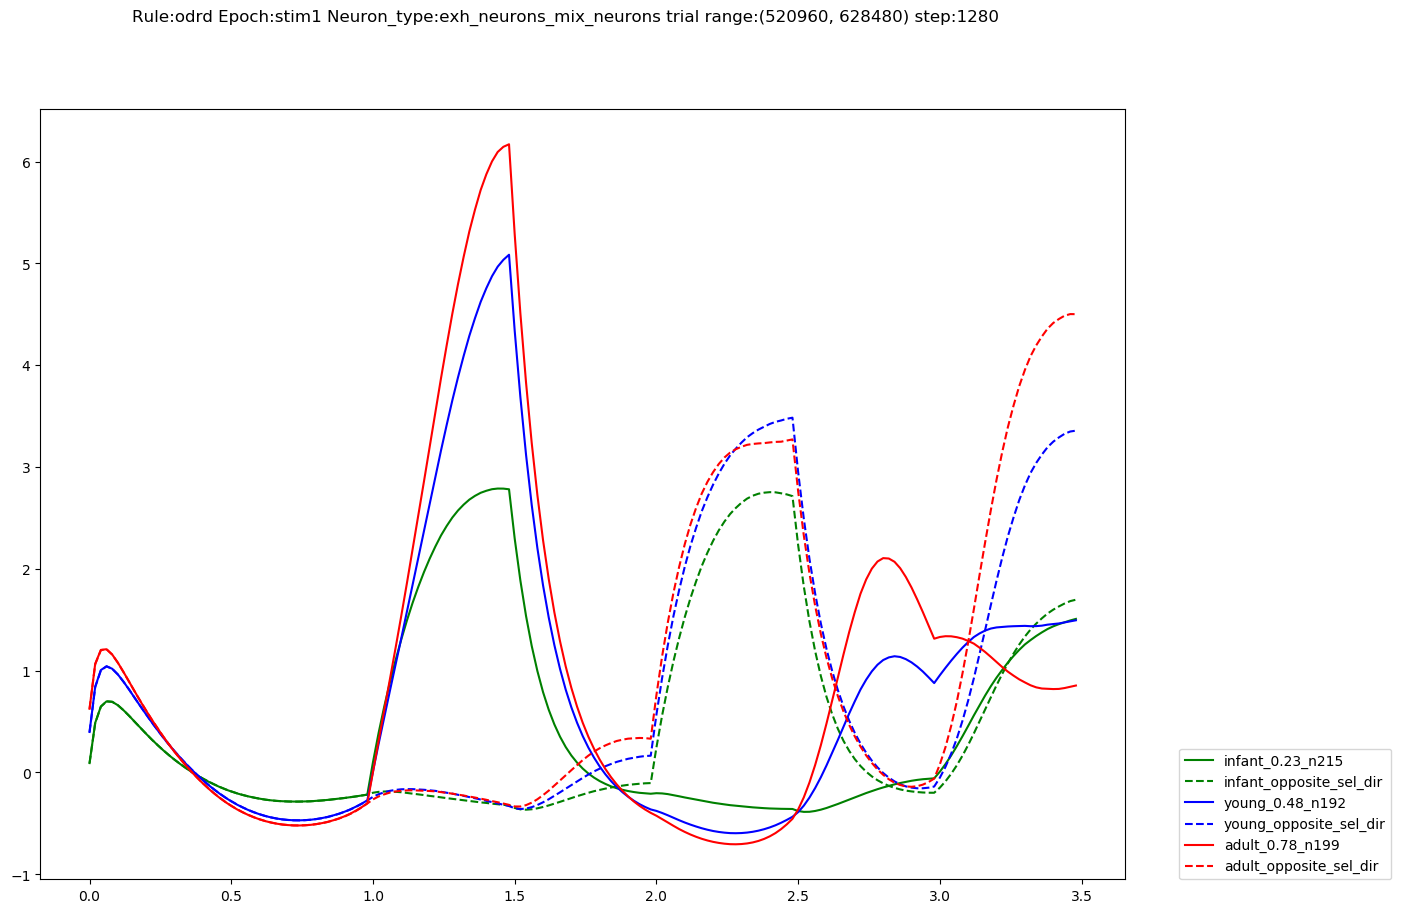 Rule:odrd Epoch:stim1 Neuron_type:exh_neurons_mix_neurons trial range:(520960, 628480) step:1280
6
5
4
3
2
1
0
−1
0.0 0.5 1.0 1.5 2.0 2.5 3.0 3.5
infant_0.23_n215
infant_opposite_sel_dir
young_0.48_n192
young_opposite_sel_dir
adult_0.78_n199
adult_opposite_sel_dir